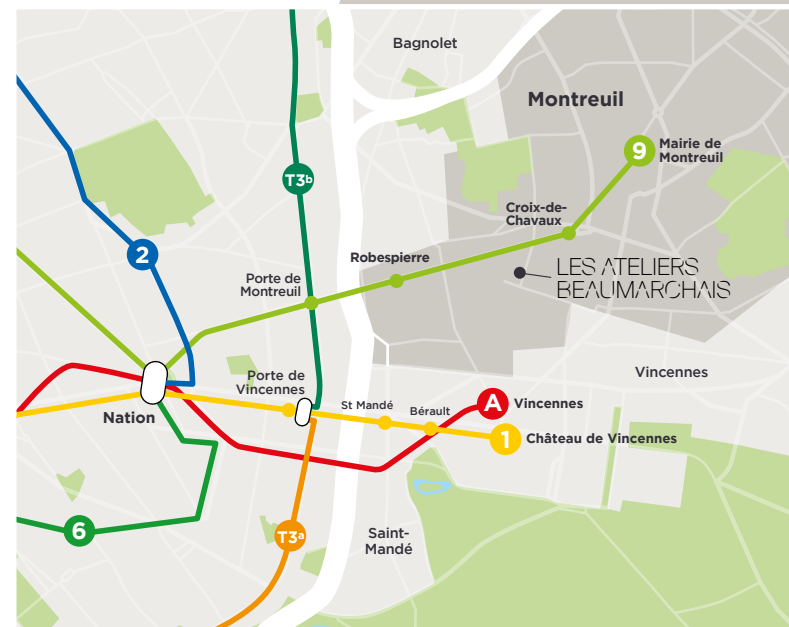 Bagnolet
Montreuil
9
Mairie de
Montreuil
T3b
Croix-de-
Chavaux
2
Robespierre
LES ATELIERS
BEAUMARCHAIS
Porte de
Montreuil
Vincennes
Porte de
Vincennes
St Mandé
Bérault
A
Vincennes
Nation
1
Château de Vincennes
6
T3a
Saint-
Mandé